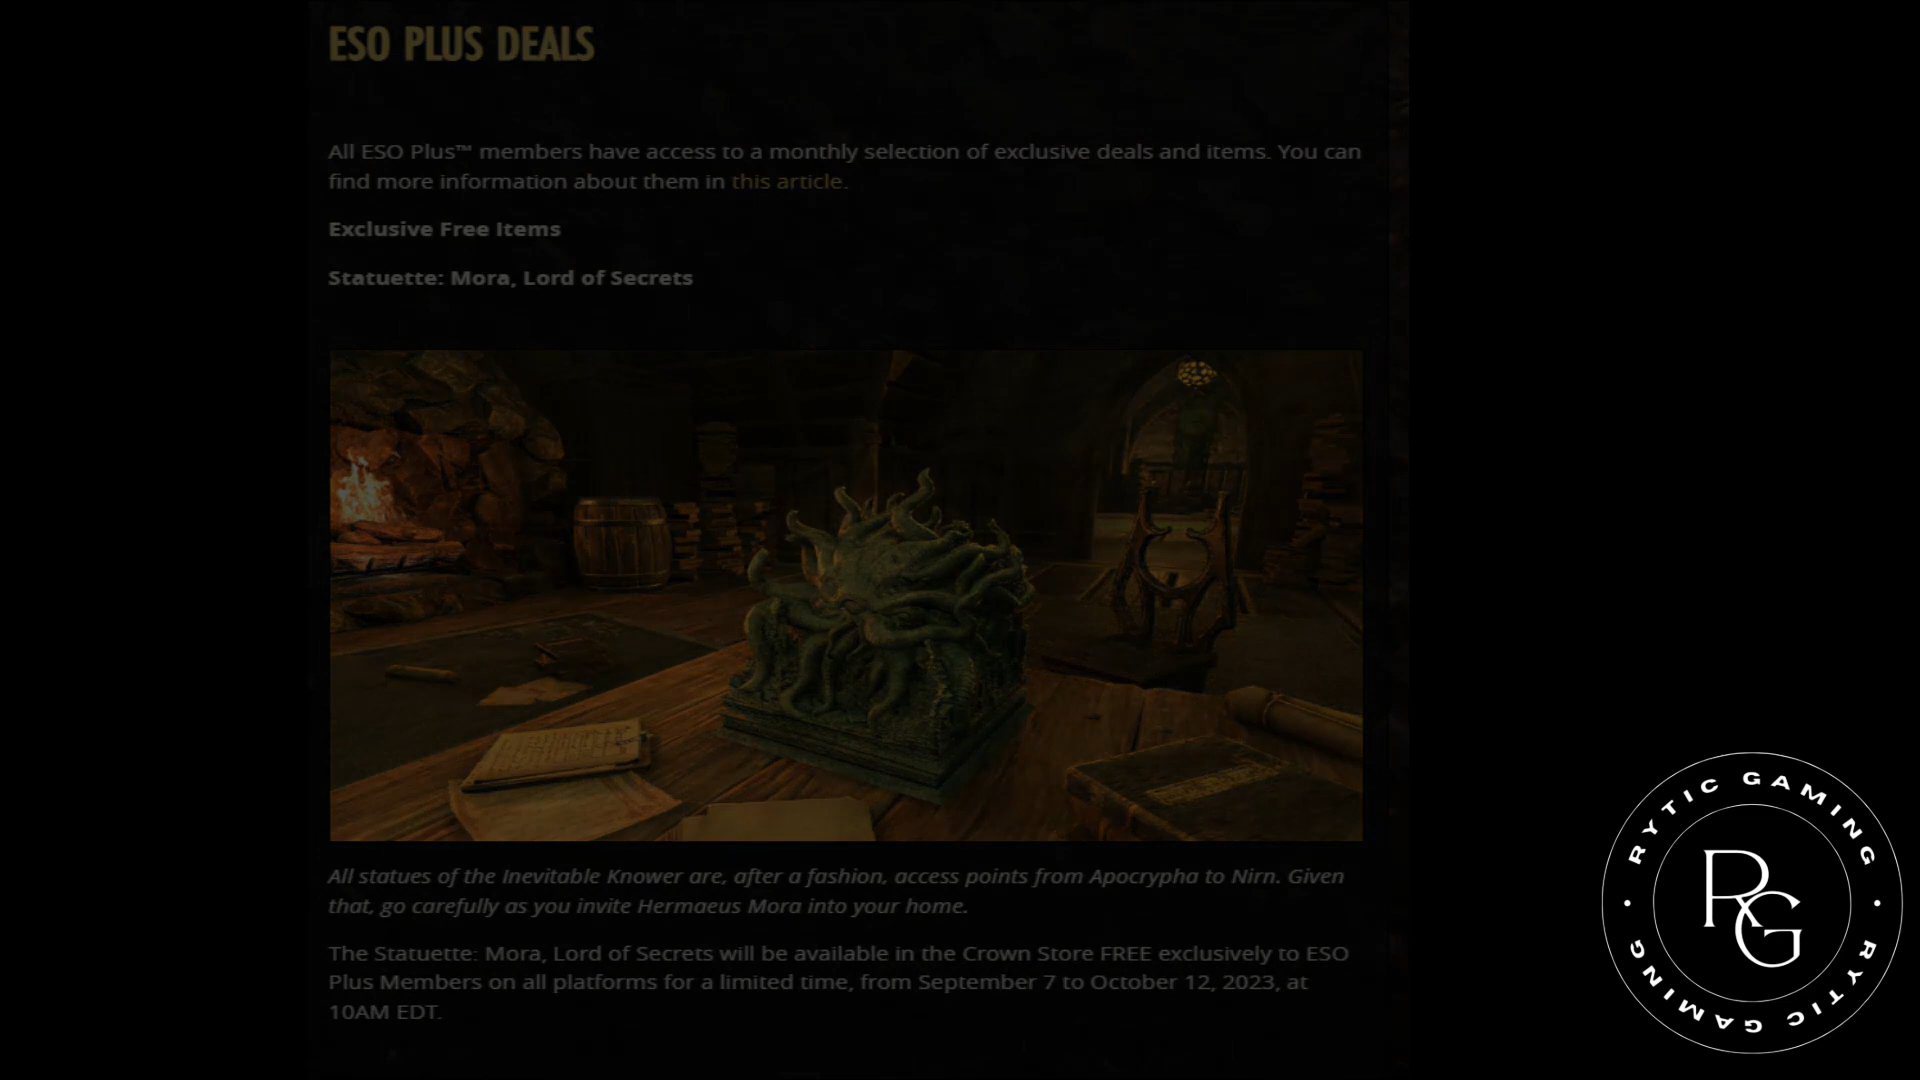 ESO PLUS DEALS
All ESO Plus™ members have access to a monthly selection of exclusive deals and items. You can
find more information about them in this article.
Exclusive Free Items
Statuette: Mora, Lord of Secrets
All statues of the Inevitable Knower are, after a fashion, access points from Apocrypha to Nirn. Given
that, go carefully as you invite Hermaeus Mora into your home.
The Statuette: Mora, Lord of Secrets will be available in the Crown Store FREE exclusively to ESO
Plus Members on all platforms for a limited time, from September 7 to October 12, 2023, at
10AM EDT.
RYTIC GAMING
RG
RYTIC GAMING